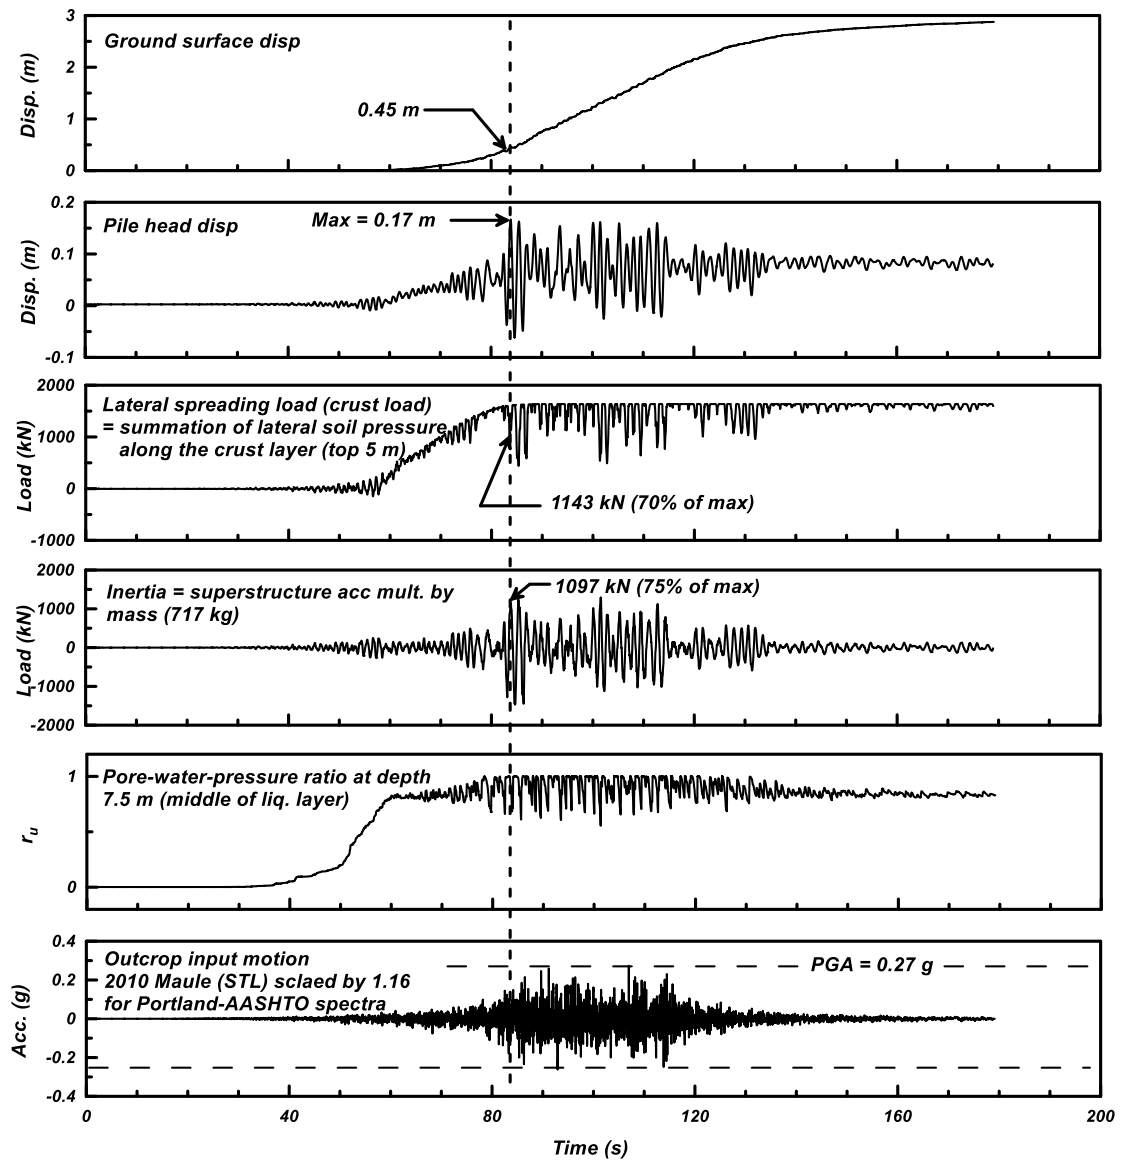 3
2
1
0
Disp. (m)
Ground surface disp
0.45 m
0.2
0.1
0
-0.1
Disp. (m)
Pile head disp
Max = 0.17 m
2000
1000
0
-1000
Load (kN)
Lateral spreading load (crust load)
= summation of lateral soil pressure
along the crust layer (top 5 m)
1143 kN (70% of max)
2000
1000
0
-1000
-2000
Load (kN)
Inertia = superstructure acc mult. by
mass (717 kg)
1097 kN (75% of max)
1
0
ru
Pore-water-pressure ratio at depth
7.5 m (middle of liq. layer)
0.4
0.2
0
-0.2
-0.4
Acc. (g)
Outcrop input motion
2010 Maule (STL) sclaed by 1.16
for Portland-AASHTO spectra
PGA = 0.27 g
0 40 80 120 160 200
Time (s)